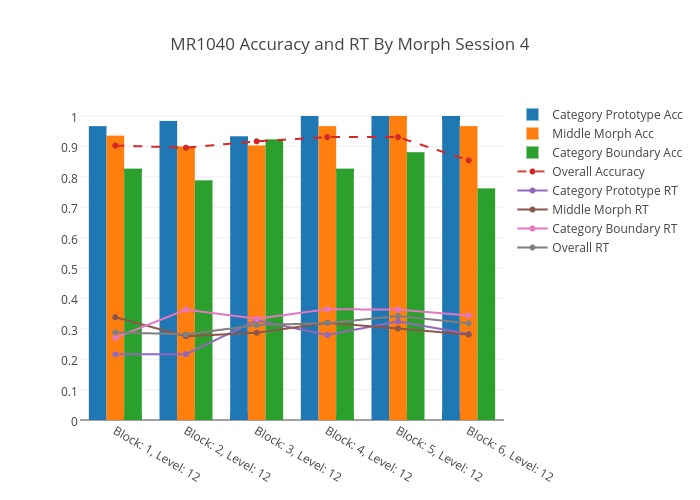 MR1040 Accuracy and RT By Morph Session 4
1
0.9
0.8
0.7
0.6
0.5
0.4
0.3
0.2
0.1
0
Block: 1, Level: 12
Block: 2, Level: 12
Block: 3, Level: 12
Block: 4, Level: 12
Block: 5, Level: 12
Block: 6, Level: 12
Category Prototype Acc
Middle Morph Acc
Category Boundary Acc
Overall Accuracy
Category Prototype RT
Middle Morph RT
Category Boundary RT
Overall RT